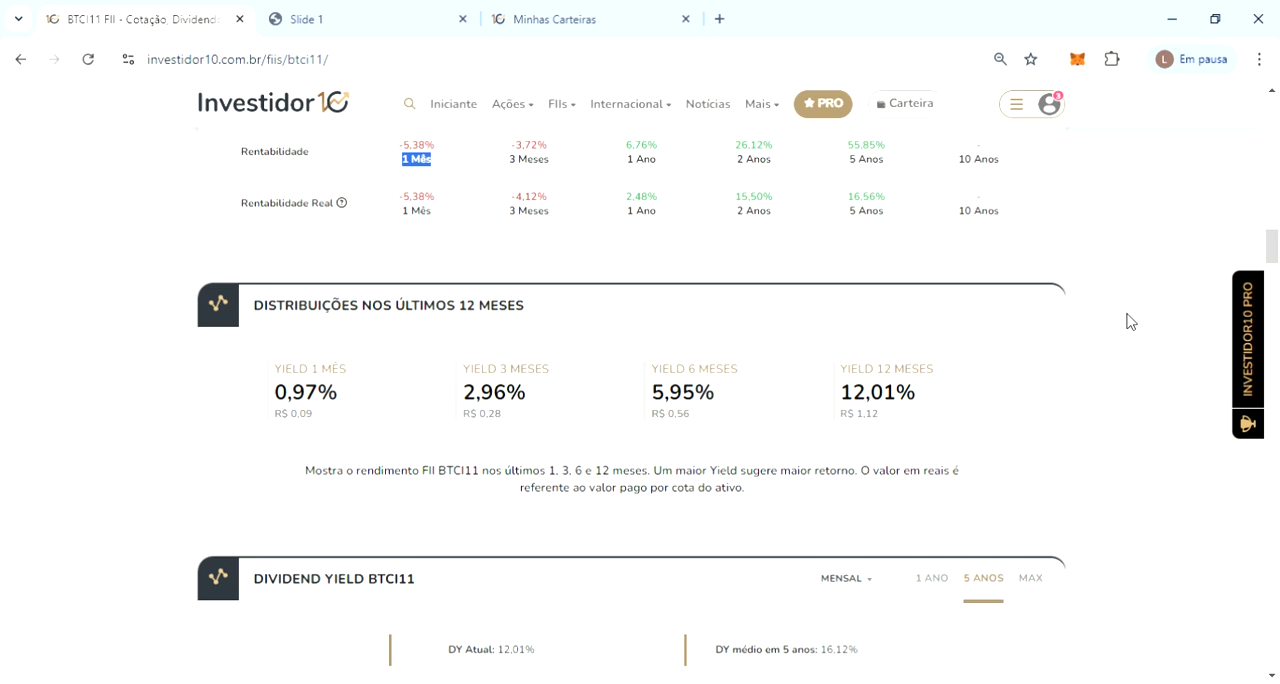 BTCI11 FII - Cotação, Dividendo
Slide 1
Minhas Carteiras
investidor10.com.br/fiis/btci11/
L
Em pausa
Investidor10
Iniciante
Ações
FIIs
Internacional
Notícias
Mais
PRO
Carteira
3
Rentabilidade
-5,38% -3,72% 6,76% 26,12% 55,85% -
1 Mês 3 Meses 1 Ano 2 Anos 5 Anos 10 Anos
Rentabilidade Real ?
-5,38% -4,12% 2,48% 15,50% 16,56% -
1 Mês 3 Meses 1 Ano 2 Anos 5 Anos 10 Anos
INVESTIDOR10 PRO
DISTRIBUIÇÕES NOS ÚLTIMOS 12 MESES
YIELD 1 MÊS YIELD 3 MESES YIELD 6 MESES YIELD 12 MESES
0,97% 2,96% 5,95% 12,01%
R$ 0,09 R$ 0,28 R$ 0,56 R$ 1,12
Mostra o rendimento FII BTCI11 nos últimos 1, 3, 6 e 12 meses. Um maior Yield sugere maior retorno. O valor em reais é
referente ao valor pago por cota do ativo.
DIVIDEND YIELD BTCI11
MENSAL 1 ANO 5 ANOS MAX
DY Atual: 12,01% DY médio em 5 anos: 16,12%